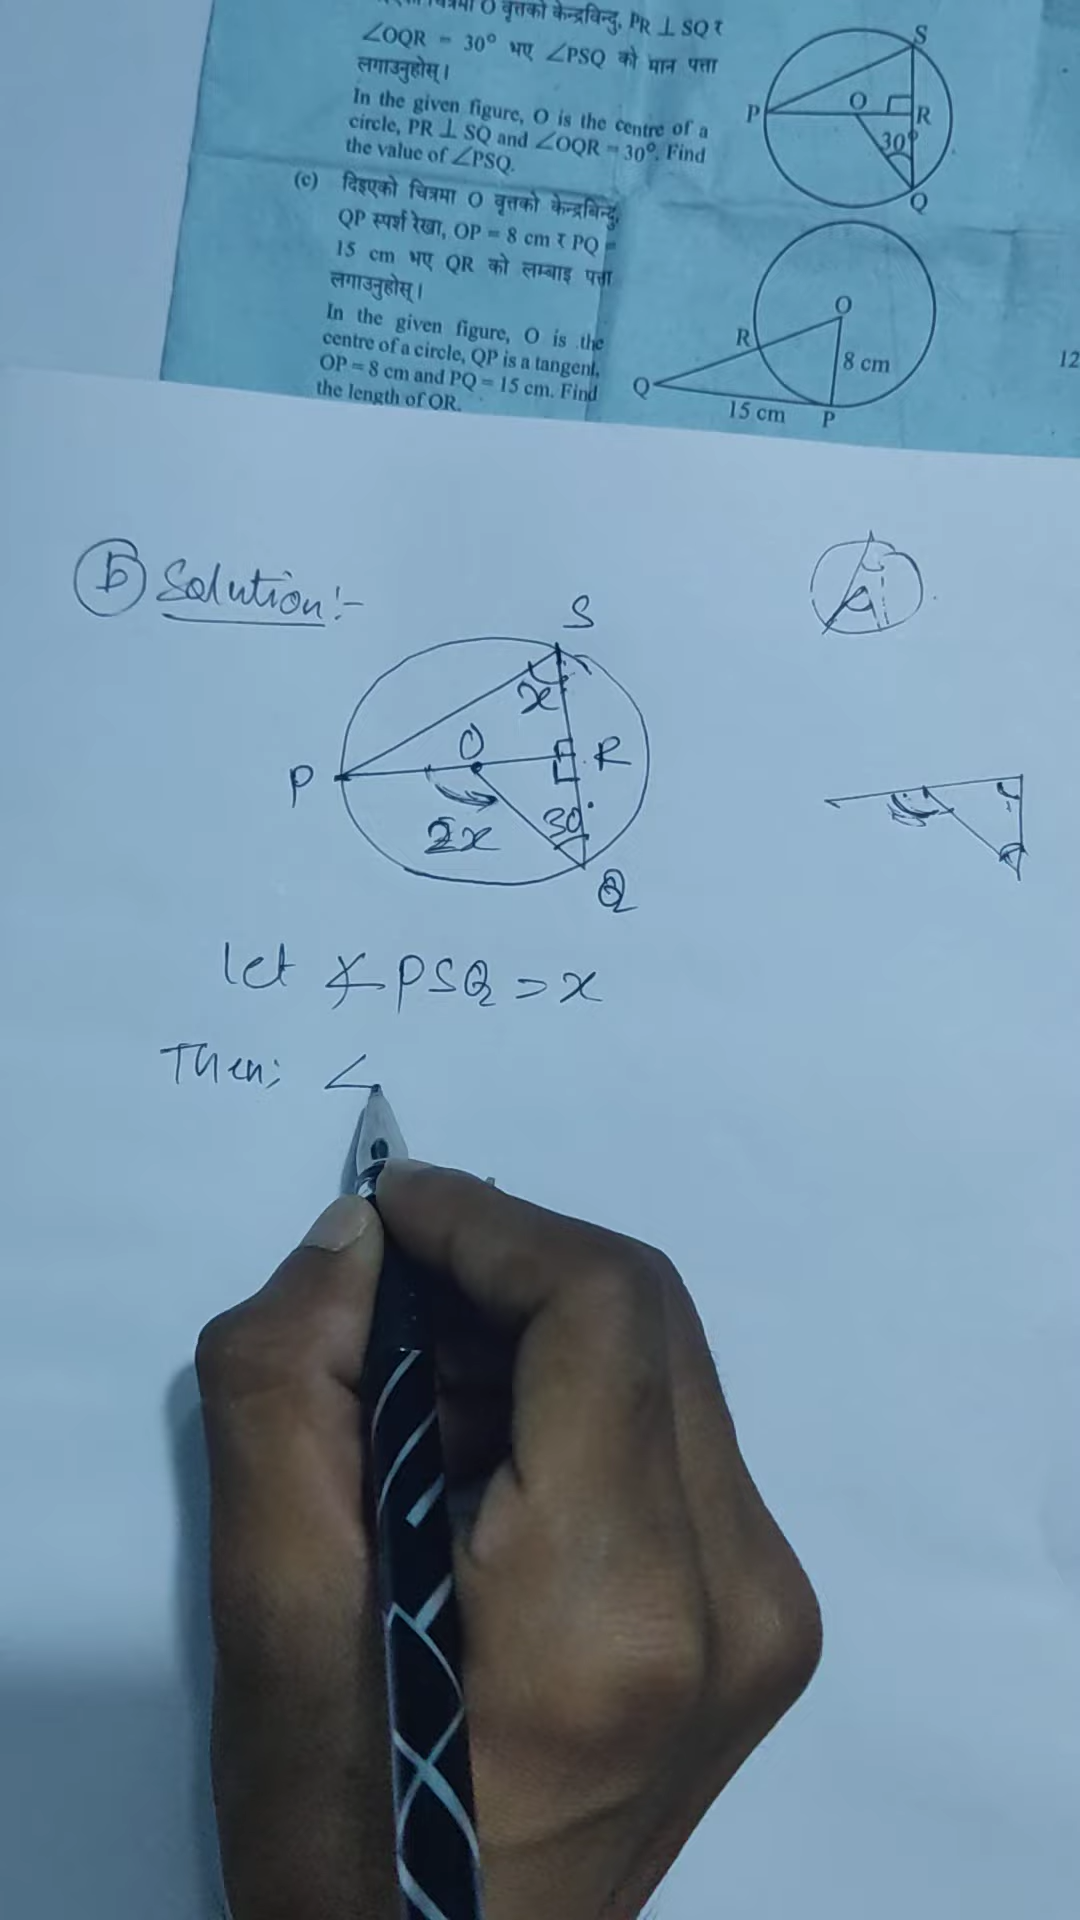 O वृत्तको केन्द्रविन्दु, PR ⊥ SQ र
∠OQR = 30° भए ∠PSQ को मान पत्ता
लगाउनुहोस् ।
In the given figure, O is the centre of a
circle, PR ⊥ SQ and ∠OQR = 30°. Find
the value of ∠PSQ.
S
P
O
R
30°
Q
(c) दिइएको चित्रमा O वृत्तको केन्द्रबिन्दु,
QP स्पर्श रेखा, OP = 8 cm र PQ =
15 cm भए QR को लम्बाइ पत्ता
लगाउनुहोस् ।
In the given figure, O is the
centre of a circle, QP is a tangent,
OP = 8 cm and PQ = 15 cm. Find
the length of QR.
O
R
8 cm
Q
15 cm
P
12
b Solution:-
S
x
O
R
P
2x
30°
Q
let ∠PSQ = x
Then; ∠